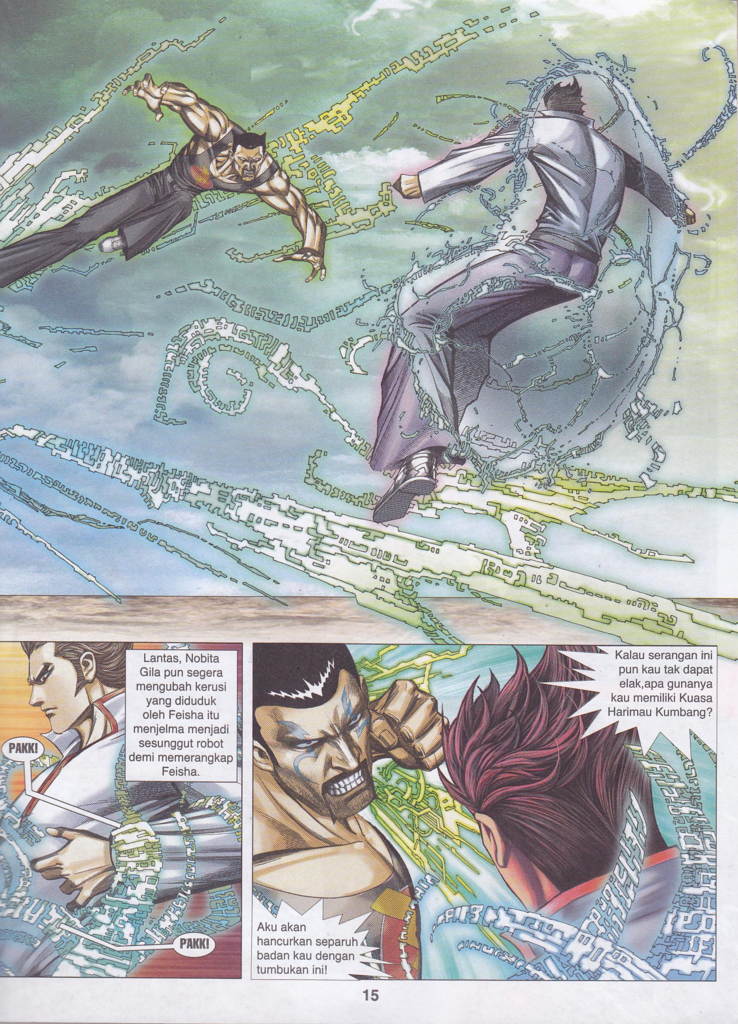 Lantas, Nobita
Gila pun segera
mengubah kerusi
yang diduduk
oleh Feisha itu
menjelma menjadi
sesunggut robot
demi memerangkap
Feisha.
PAKK!
PAKK!
Kalau serangan ini
pun kau tak dapat
elak,apa gunanya
kau memiliki Kuasa
Harimau Kumbang?
Aku akan
hancurkan separuh
badan kau dengan
tumbukan ini!
15